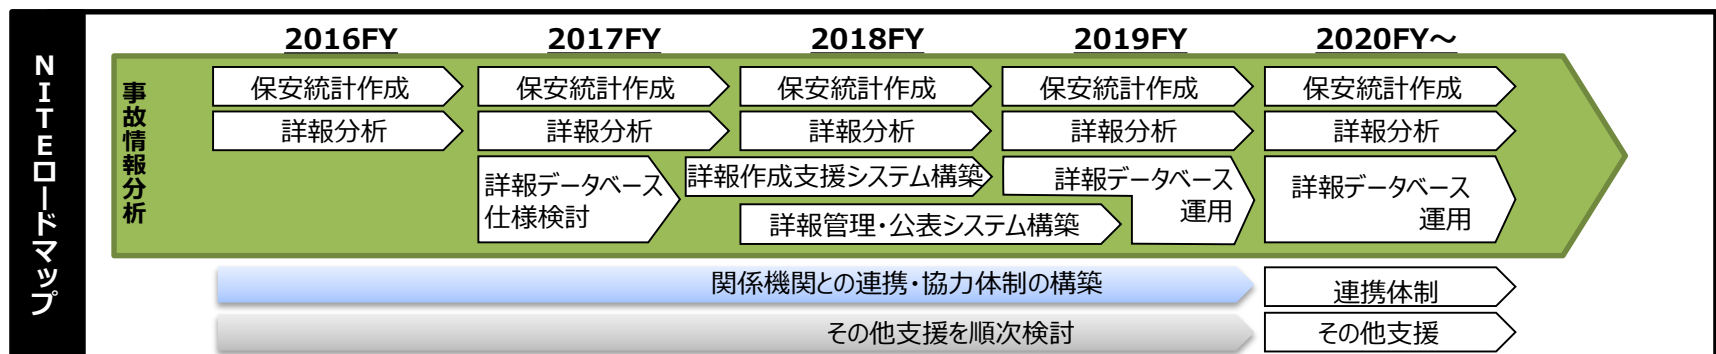 NITEロードマップ
2016FY 2017FY 2018FY 2019FY 2020FY～
事故情報分析
保安統計作成 保安統計作成 保安統計作成 保安統計作成 保安統計作成
詳報分析 詳報分析 詳報分析 詳報分析 詳報分析
詳報データベース
仕様検討
詳報作成支援システム構築
詳報管理・公表システム構築
詳報データベース
運用
詳報データベース
運用
関係機関との連携・協力体制の構築 連携体制
その他支援を順次検討 その他支援